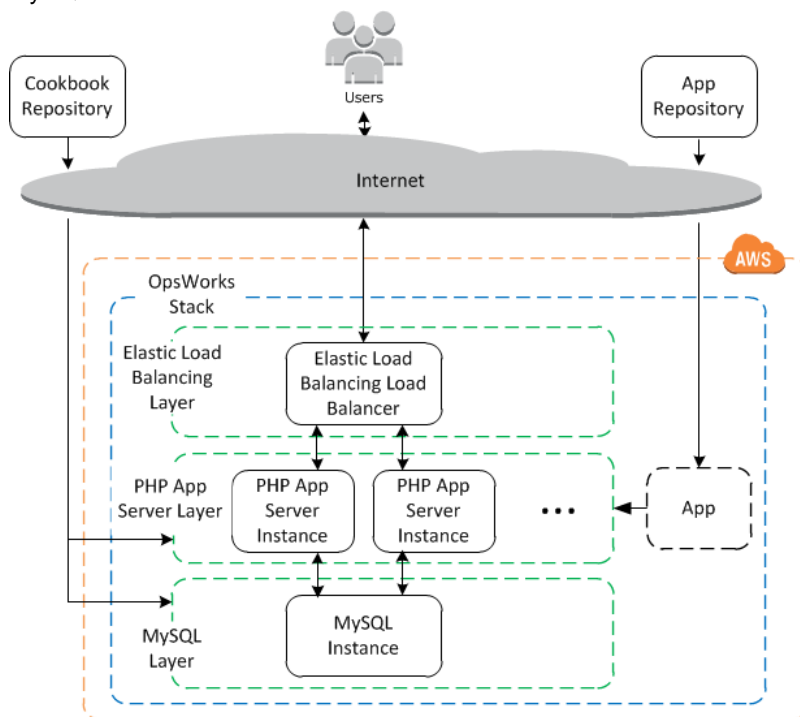 Users
Cookbook
Repository
App
Repository
Internet
AWS
OpsWorks
Stack
Elastic Load
Balancing
Layer
Elastic Load
Balancing Load
Balancer
PHP App
Server Layer
PHP App
Server
Instance
PHP App
Server
Instance
...
App
MySQL
Layer
MySQL
Instance